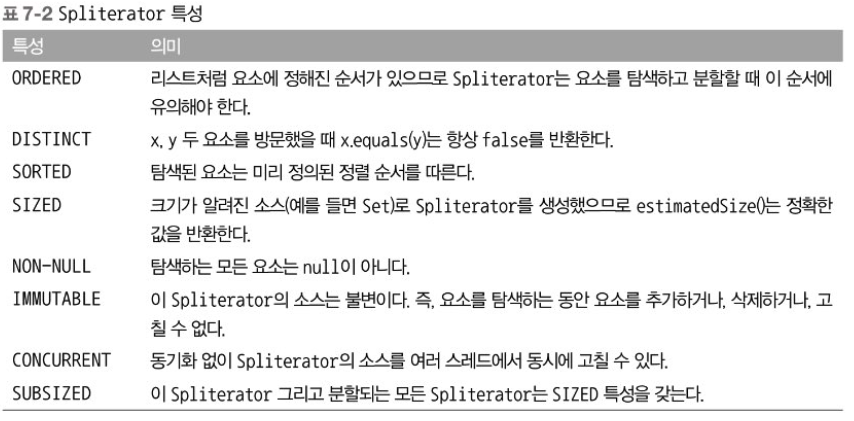 표 7-2 Spliterator 특성
특성 의미
ORDERED 리스트처럼 요소에 정해진 순서가 있으므로 Spliterator는 요소를 탐색하고 분할할 때 이 순서에
유의해야 한다.
DISTINCT x, y 두 요소를 방문했을 때 x.equals(y)는 항상 false를 반환한다.
SORTED 탐색된 요소는 미리 정의된 정렬 순서를 따른다.
SIZED 크기가 알려진 소스(예를 들면 Set)로 Spliterator를 생성했으므로 estimatedSize()는 정확한
값을 반환한다.
NON-NULL 탐색하는 모든 요소는 null이 아니다.
IMMUTABLE 이 Spliterator의 소스는 불변이다. 즉, 요소를 탐색하는 동안 요소를 추가하거나, 삭제하거나, 고
칠 수 없다.
CONCURRENT 동기화 없이 Spliterator의 소스를 여러 스레드에서 동시에 고칠 수 있다.
SUBSIZED 이 Spliterator 그리고 분할되는 모든 Spliterator는 SIZED 특성을 갖는다.